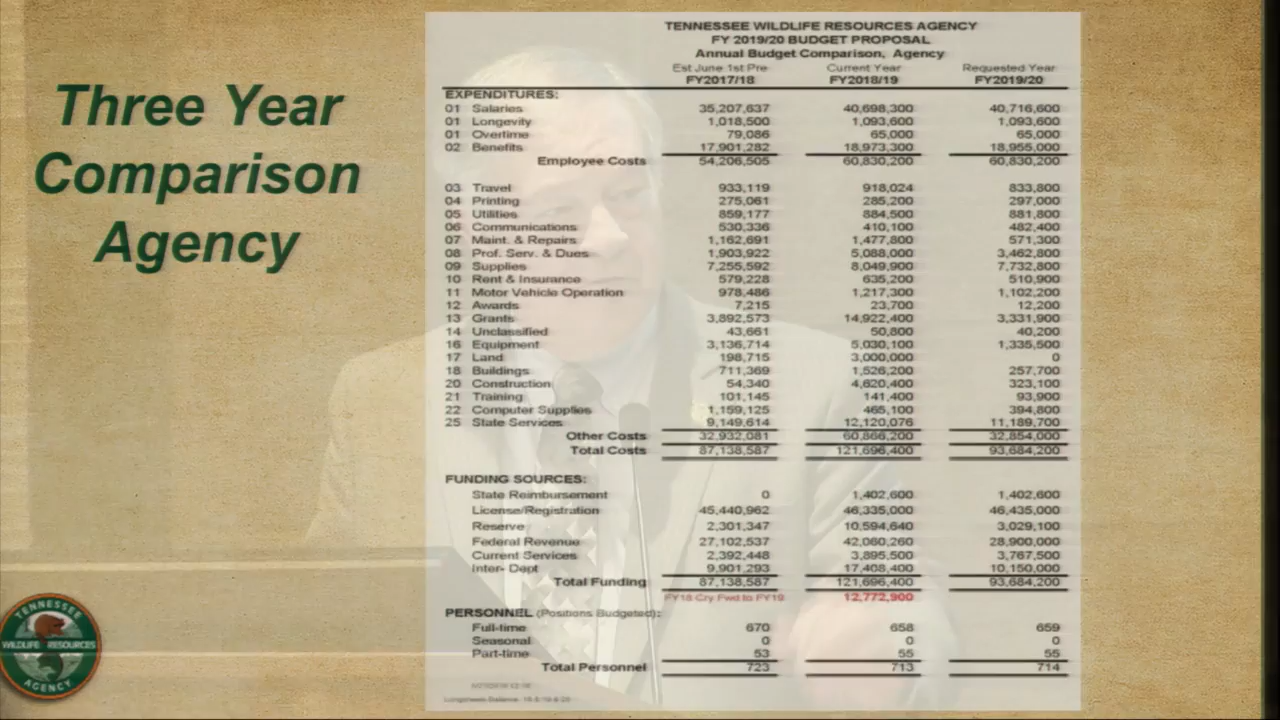 Three Year
Comparison
Agency
TENNESSEE WILDLIFE RESOURCES AGENCY
FY 2019/20 BUDGET PROPOSAL
Annual Budget Comparison, Agency
Est June 1st Pre Current Year Requested Year
FY2017/18 FY2018/19 FY2019/20
EXPENDITURES:
01 Salaries 35,207,637 40,698,300 40,716,600
01 Longevity 1,018,500 1,093,600 1,093,600
01 Overtime 79,086 65,000 65,000
02 Benefits 17,901,282 18,973,300 18,955,000
Employee Costs 54,206,505 60,830,200 60,830,200
03 Travel 933,119 918,024 833,800
04 Printing 275,061 285,200 297,000
05 Utilities 859,177 884,500 881,800
06 Communications 530,336 410,100 482,400
07 Maint. & Repairs 1,162,691 1,477,800 571,300
08 Prof. Serv. & Dues 1,903,922 5,088,000 3,462,800
09 Supplies 7,255,592 8,049,900 7,732,800
10 Rent & Insurance 579,228 635,200 510,900
11 Motor Vehicle Operation 978,486 1,217,300 1,102,200
12 Awards 7,215 23,700 12,200
13 Grants 3,892,573 14,922,400 3,331,900
14 Unclassified 43,661 50,800 40,200
16 Equipment 3,136,714 5,030,100 1,335,500
17 Land 198,715 3,000,000 0
18 Buildings 711,369 1,526,200 257,700
20 Construction 54,340 4,620,400 323,100
21 Training 101,145 141,400 93,900
22 Computer Supplies 1,159,125 465,100 394,800
25 State Services 9,149,614 12,120,076 11,189,700
Other Costs 32,932,081 60,866,200 32,854,000
Total Costs 87,138,587 121,696,400 93,684,200
FUNDING SOURCES:
State Reimbursement 0 1,402,600 1,402,600
License/Registration 45,440,962 46,335,000 46,435,000
Reserve 2,301,347 10,594,640 3,029,100
Federal Revenue 27,102,537 42,060,260 28,900,000
Current Services 2,392,448 3,895,500 3,767,500
Inter- Dept 9,901,293 17,408,400 10,150,000
Total Funding 87,138,587 121,696,400 93,684,200
FY18 Cry Fwd to FY19 12,772,900
PERSONNEL (Positions Budgeted):
Full-time 670 658 659
Seasonal 0 0 0
Part-time 53 55 55
Total Personnel 723 713 714
TENNESSEE
WILDLIFE RESOURCES
AGENCY